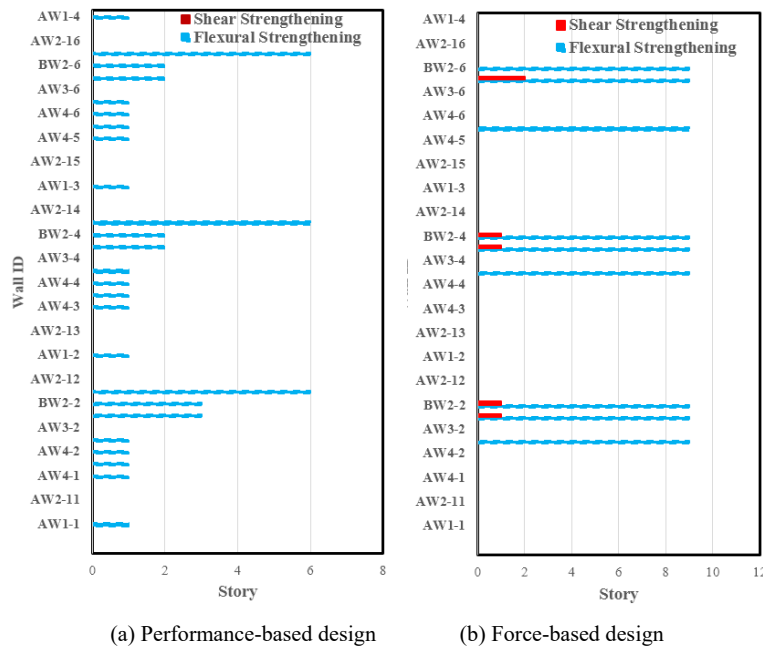 Shear Strengthening
Flexural Strengthening
AW1-4
AW2-16
BW2-6
AW3-6
AW4-6
AW4-5
AW2-15
AW1-3
AW2-14
BW2-4
AW3-4
AW4-4
AW4-3
AW2-13
AW1-2
AW2-12
BW2-2
AW3-2
AW4-2
AW4-1
AW2-11
AW1-1
Wall ID
0 2 4 6 8
Story
(a) Performance-based design
Shear Strengthening
Flexural Strengthening
AW1-4
AW2-16
BW2-6
AW3-6
AW4-6
AW4-5
AW2-15
AW1-3
AW2-14
BW2-4
AW3-4
AW4-4
AW4-3
AW2-13
AW1-2
AW2-12
BW2-2
AW3-2
AW4-2
AW4-1
AW2-11
AW1-1
0 2 4 6 8 10 12
Story
(b) Force-based design